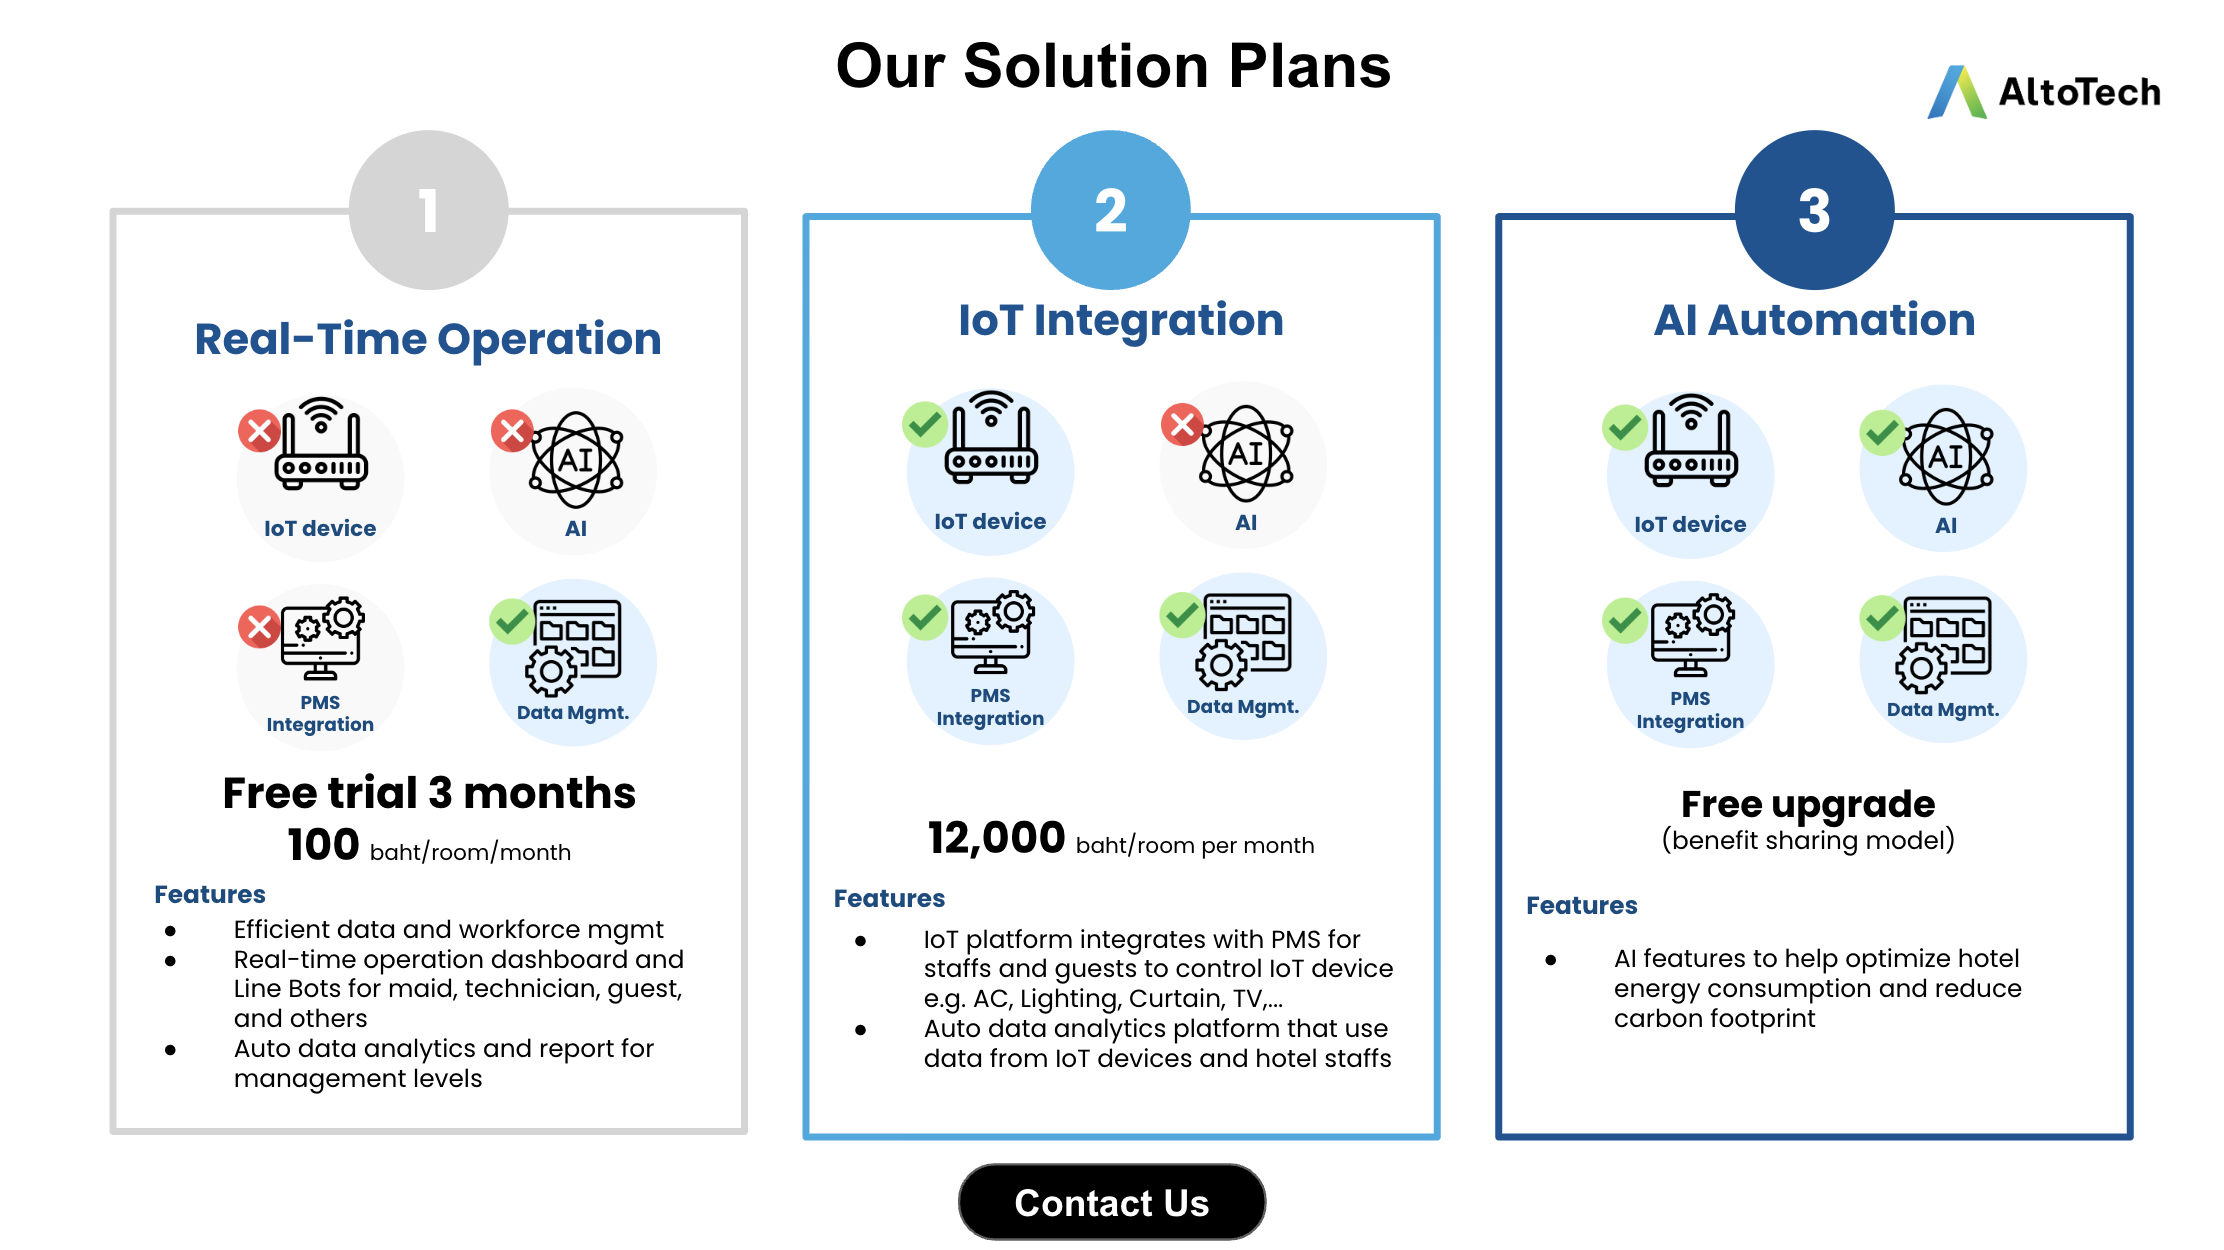 Our Solution Plans
AltoTech
1
Real-Time Operation
IoT device
AI
PMS
Integration
Data Mgmt.
Free trial 3 months
100 baht/room/month
Features
● Efficient data and workforce mgmt
● Real-time operation dashboard and
Line Bots for maid, technician, guest,
and others
● Auto data analytics and report for
management levels
2
IoT Integration
IoT device
AI
PMS
Integration
Data Mgmt.
12,000 baht/room per month
Features
● IoT platform integrates with PMS for
staffs and guests to control IoT device
e.g. AC, Lighting, Curtain, TV,...
● Auto data analytics platform that use
data from IoT devices and hotel staffs
3
AI Automation
IoT device
AI
PMS
Integration
Data Mgmt.
Free upgrade
(benefit sharing model)
Features
● AI features to help optimize hotel
energy consumption and reduce
carbon footprint
Contact Us